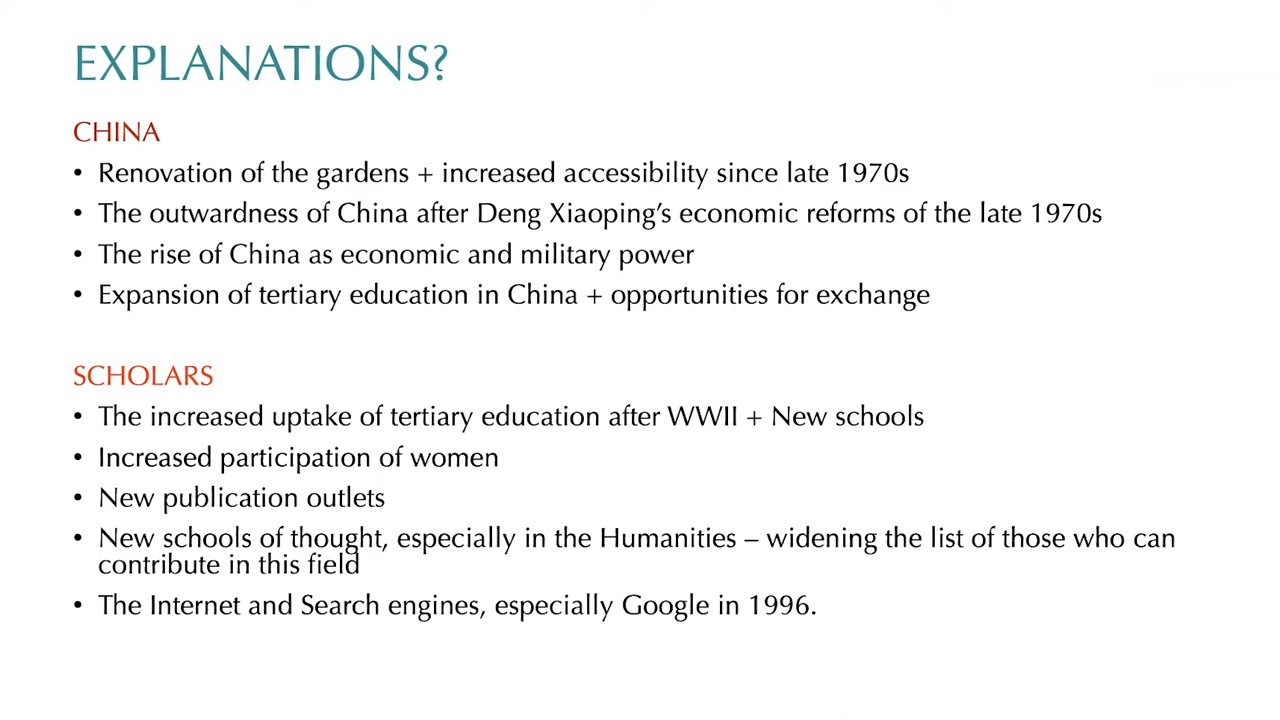 EXPLANATIONS?
CHINA
• Renovation of the gardens + increased accessibility since late 1970s
• The outwardness of China after Deng Xiaoping’s economic reforms of the late 1970s
• The rise of China as economic and military power
• Expansion of tertiary education in China + opportunities for exchange
SCHOLARS
• The increased uptake of tertiary education after WWII + New schools
• Increased participation of women
• New publication outlets
• New schools of thought, especially in the Humanities – widening the list of those who can
contribute in this field
• The Internet and Search engines, especially Google in 1996.